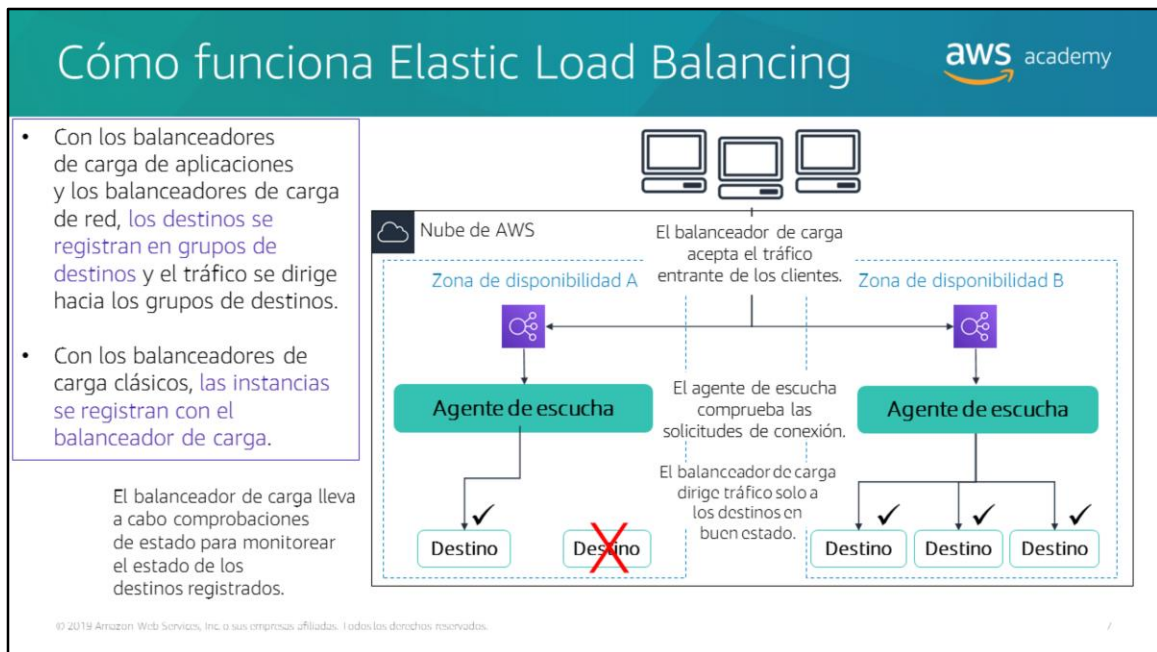 Cómo funciona Elastic Load Balancing
aws academy
• Con los balanceadores
de carga de aplicaciones
y los balanceadores de carga
de red, los destinos se
registran en grupos de
destinos y el tráfico se dirige
hacia los grupos de destinos.
• Con los balanceadores de
carga clásicos, las instancias
se registran con el
balanceador de carga.
El balanceador de carga lleva
a cabo comprobaciones
de estado para monitorear
el estado de los
destinos registrados.
Nube de AWS
El balanceador de carga
acepta el tráfico
entrante de los clientes.
Zona de disponibilidad A
Zona de disponibilidad B
Agente de escucha
El agente de escucha
comprueba las
solicitudes de conexión.
Agente de escucha
El balanceador de carga
dirige tráfico solo a
los destinos en
buen estado.
Destino
Destino
Destino
Destino
Destino
© 2019 Amazon Web Services, Inc. o sus empresas afiliadas. Todos los derechos reservados.
7